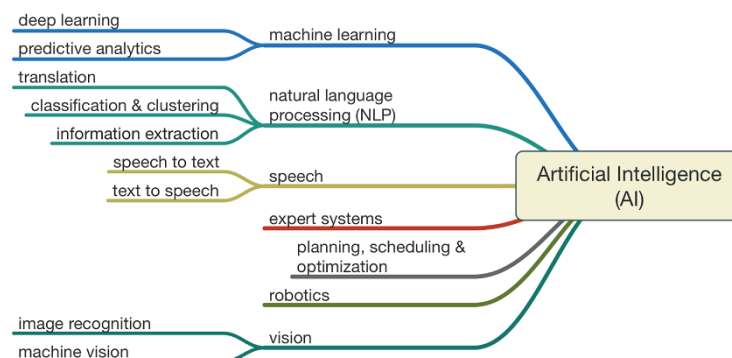 deep learning
predictive analytics
machine learning
translation
classification & clustering
information extraction
natural language
processing (NLP)
speech to text
text to speech
speech
expert systems
planning, scheduling &
optimization
robotics
image recognition
machine vision
vision
Artificial Intelligence
(AI)